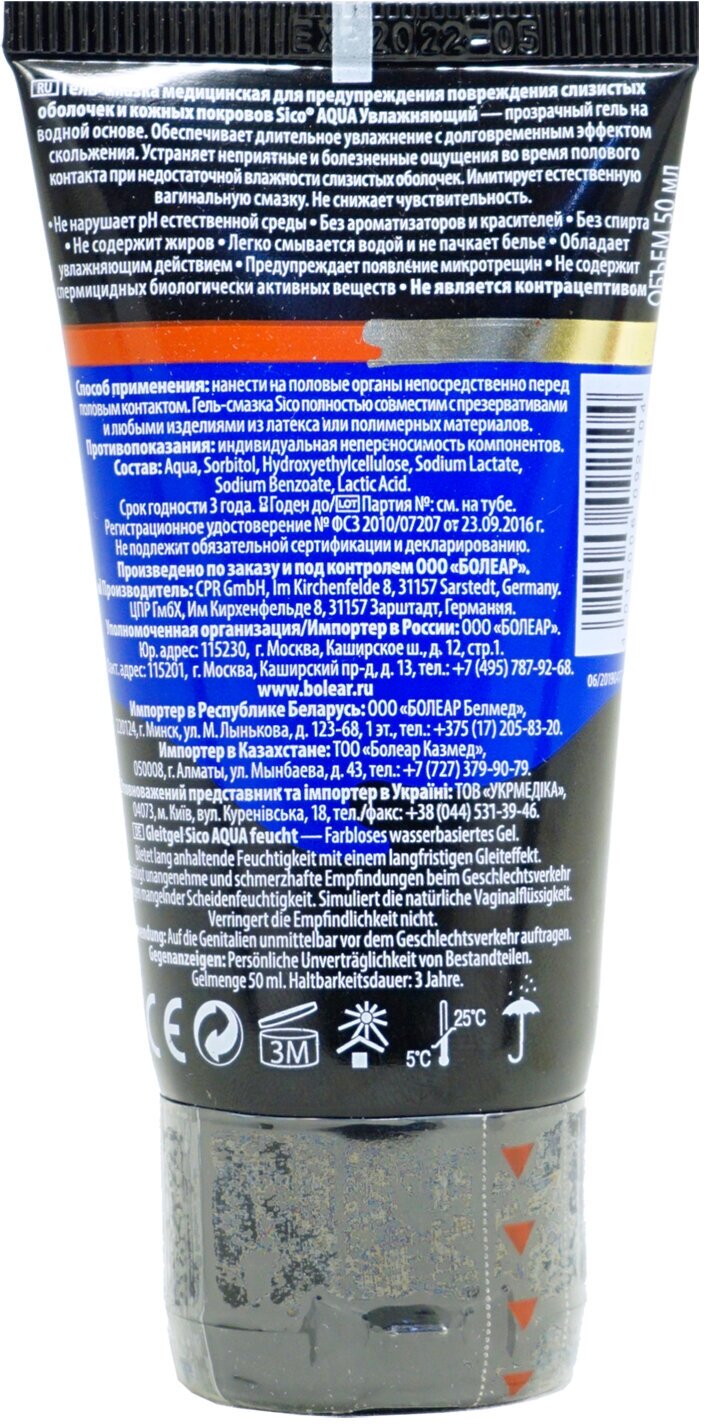 EXP2022-05
RU Гель-смазка медицинская для предупреждения повреждения слизистых
оболочек и кожных покровов Sico® AQUA Увлажняющий — прозрачный гель на
водной основе. Обеспечивает длительное увлажнение с долговременным эффектом
скольжения. Устраняет неприятные и болезненные ощущения во время полового
контакта при недостаточной влажности слизистых оболочек. Имитирует естественную
вагинальную смазку. Не снижает чувствительность.
• Не нарушает pH естественной среды • Без ароматизаторов и красителей • Без спирта
• Не содержит жиров • Легко смывается водой и не пачкает белье • Обладает
увлажняющим действием • Предупреждает появление микротрещин • Не содержит
спермицидных биологически активных веществ • Не является контрацептивом
ОБЪЕМ 50 МЛ
Способ применения: нанести на половые органы непосредственно перед
половым контактом. Гель-смазка Sico полностью совместим с презервативами
и любыми изделиями из латекса или полимерных материалов.
Противопоказания: индивидуальная непереносимость компонентов.
Состав: Aqua, Sorbitol, Hydroxyethylcellulose, Sodium Lactate,
Sodium Benzoate, Lactic Acid.
Срок годности 3 года. Годен до/LOT Партия №: см. на тубе.
Регистрационное удостоверение № ФСЗ 2010/07207 от 23.09.2016 г.
Не подлежит обязательной сертификации и декларированию.
Произведено по заказу и под контролем ООО «БОЛЕАР».
Производитель: CPR GmbH, Im Kirchenfelde 8, 31157 Sarstedt, Germany.
ЦПР ГмбХ, Им Кирхенфельде 8, 31157 Зарштадт, Германия.
Уполномоченная организация/Импортер в России: ООО «БОЛЕАР».
Юр. адрес: 115230, г. Москва, Каширское ш., д. 12, стр.1.
адрес: 115201, г. Москва, Каширский пр-д, д. 13, тел.: +7 (495) 787-92-68.
www.bolear.ru
06/2019
Импортер в Республике Беларусь: ООО «БОЛЕАР Белмед»,
220124, г. Минск, ул. М. Лынькова, д. 123-68, 1 эт., тел.: +375 (17) 205-83-20.
Импортер в Казахстане: ТОО «Болеар Казмед»,
050008, г. Алматы, ул. Мынбаева, д. 43, тел.: +7 (727) 379-90-79.
представник та імпортер в Україні: ТОВ "УКРМЕДІКА",
04073, м. Київ, вул. Куренівська, 18, тел./факс: +38 (044) 531-39-46.
DE Gleitgel Sico AQUA feucht — Farbloses wasserbasiertes Gel.
Bietet lang anhaltende Feuchtigkeit mit einem langfristigen Gleiteffekt.
unangenehme und schmerzhafte Empfindungen beim Geschlechtsverkehr
mangelnder Scheidenfeuchtigkeit. Simuliert die natürliche Vaginalflüssigkeit.
Verringert die Empfindlichkeit nicht.
Auf die Genitalien unmittelbar vor dem Geschlechtsverkehr auftragen.
Gegenanzeigen: Persönliche Unverträglichkeit von Bestandteilen.
Gelmenge 50 ml. Haltbarkeitsdauer: 3 Jahre.
CE
3M
5°C
25°C